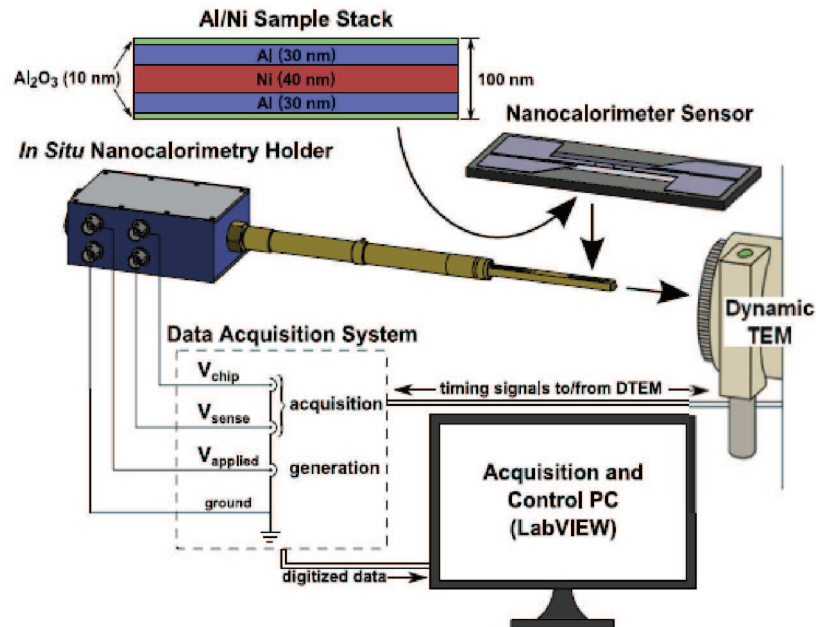 Al/Ni Sample Stack
Al (30 nm)
Al₂O₃ (10 nm)
Ni (40 nm)
100 nm
Al (30 nm)
Nanocalorimeter Sensor
In Situ Nanocalorimetry Holder
Dynamic
TEM
Data Acquisition System
Vchip
timing signals to/from DTEM
acquisition
Vsense
Vapplied
generation
Acquisition and
Control PC
(LabVIEW)
ground
digitized data